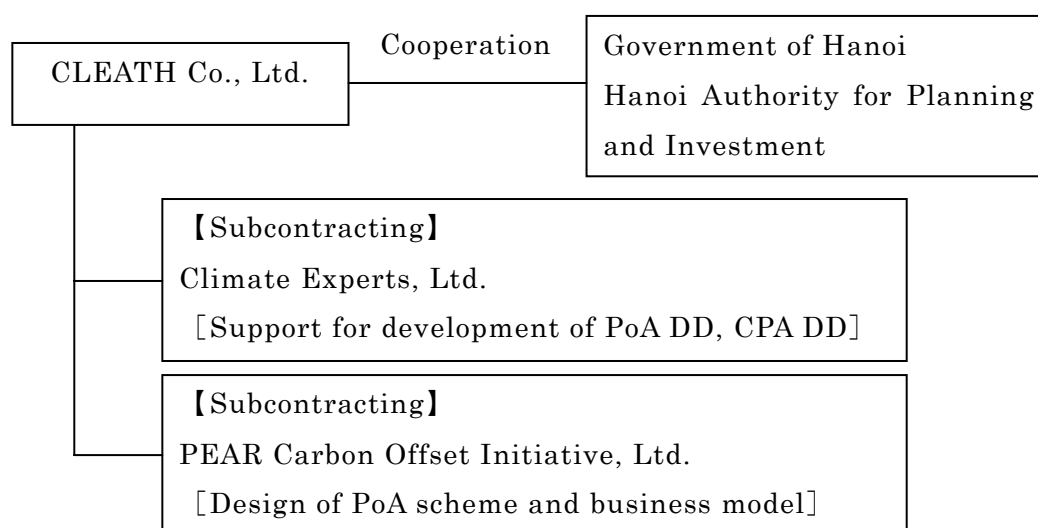 CLEATH Co., Ltd.
Cooperation
Government of Hanoi
Hanoi Authority for Planning
and Investment
【Subcontracting】
Climate Experts, Ltd.
［Support for development of PoA DD, CPA DD］
【Subcontracting】
PEAR Carbon Offset Initiative, Ltd.
［Design of PoA scheme and business model］